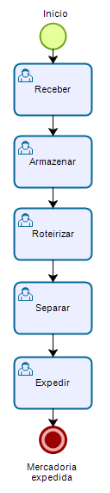 Inicio
Receber
Armazenar
Roteirizar
Separar
Expedir
Mercadoria
expedida